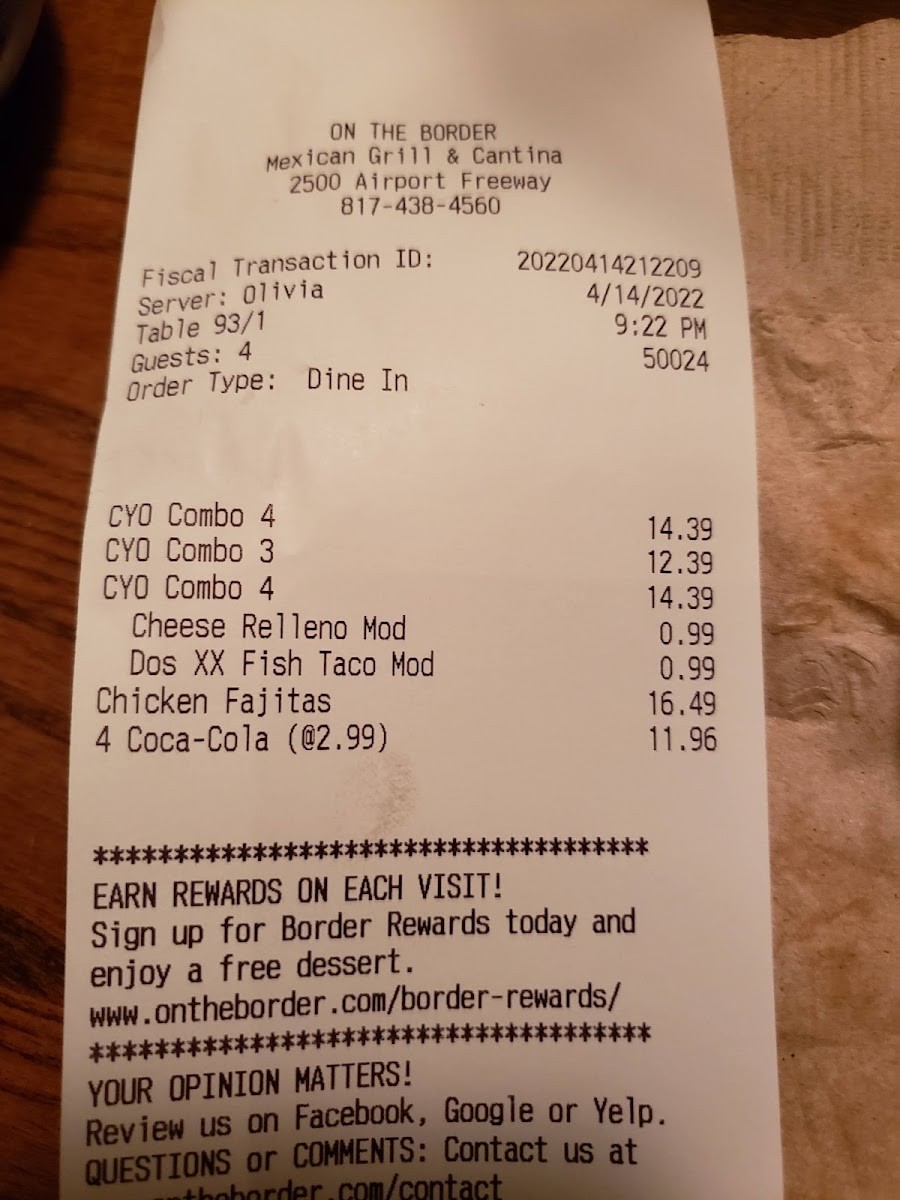 ON THE BORDER
Mexican Grill & Cantina
2500 Airport Freeway
817-438-4560
Fiscal Transaction ID: 20220414212209
Server: Olivia 4/14/2022
Table 93/1 9:22 PM
Guests: 4 50024
Order Type: Dine In
CYO Combo 4 14.39
CYO Combo 3 12.39
CYO Combo 4 14.39
Cheese Relleno Mod 0.99
Dos XX Fish Taco Mod 0.99
Chicken Fajitas 16.49
4 Coca-Cola (@2.99) 11.96
***************************************
EARN REWARDS ON EACH VISIT!
Sign up for Border Rewards today and
enjoy a free dessert.
www.ontheborder.com/border-rewards/
***************************************
YOUR OPINION MATTERS!
Review us on Facebook, Google or Yelp.
QUESTIONS or COMMENTS: Contact us at
ontheborder.com/contact